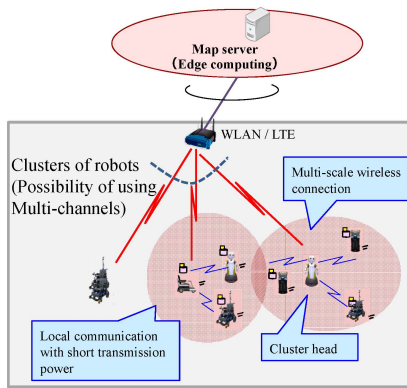 Map server
(Edge computing)
WLAN / LTE
Clusters of robots
(Possibility of using
Multi-channels)
Multi-scale wireless
connection
Local communication
with short transmission
power
Cluster head